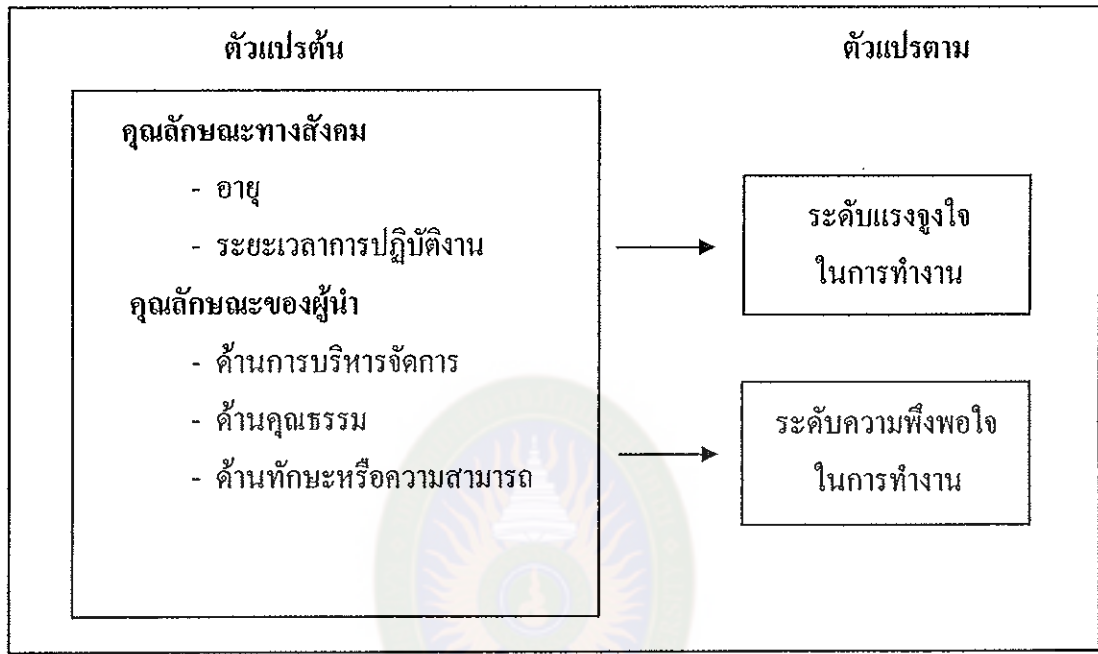 ตัวแปรต้น
ตัวแปรตาม
คุณลักษณะทางสังคม
- อายุ
- ระยะเวลาการปฏิบัติงาน
คุณลักษณะของผู้นำ
- ด้านการบริหารจัดการ
- ด้านคุณธรรม
- ด้านทักษะหรือความสามารถ
ระดับแรงจูงใจ
ในการทำงาน
ระดับความพึงพอใจ
ในการทำงาน